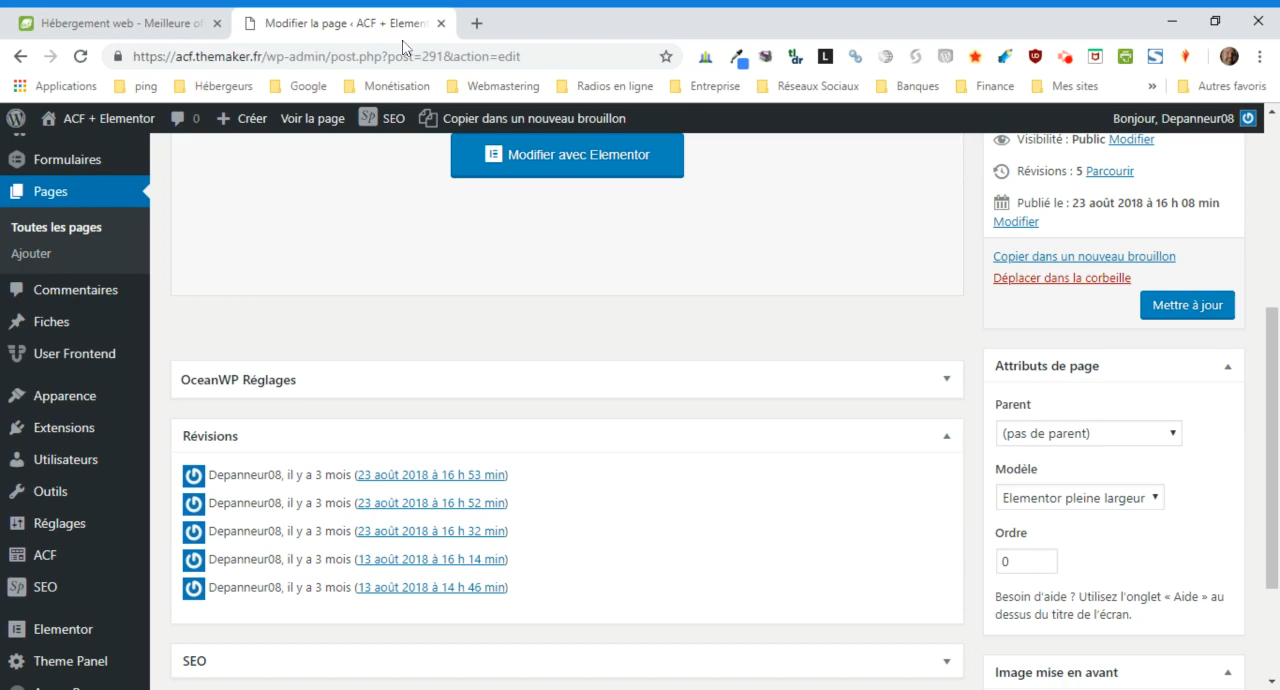 Hébergement web - Meilleure of
Modifier la page ‹ ACF + Element
https://acf.themaker.fr/wp-admin/post.php?post=291&action=edit
Applications
ping
Hébergeurs
Google
Monétisation
Webmastering
Radios en ligne
Entreprise
Réseaux Sociaux
Banques
Finance
Mes sites
»
Autres favoris
ACF + Elementor
0
Créer
Voir la page
SEO
Copier dans un nouveau brouillon
Bonjour, Depanneur08
Formulaires
Pages
Toutes les pages
Ajouter
Commentaires
Fiches
User Frontend
Apparence
Extensions
Utilisateurs
Outils
Réglages
ACF
SEO
Elementor
Theme Panel
Modifier avec Elementor
OceanWP Réglages
Révisions
Depanneur08, il y a 3 mois (23 août 2018 à 16 h 53 min)
Depanneur08, il y a 3 mois (23 août 2018 à 16 h 52 min)
Depanneur08, il y a 3 mois (23 août 2018 à 16 h 32 min)
Depanneur08, il y a 3 mois (13 août 2018 à 16 h 14 min)
Depanneur08, il y a 3 mois (13 août 2018 à 14 h 46 min)
SEO
Visibilité : Public Modifier
Révisions : 5 Parcourir
Publié le : 23 août 2018 à 16 h 08 min
Modifier
Copier dans un nouveau brouillon
Déplacer dans la corbeille
Mettre à jour
Attributs de page
Parent
(pas de parent)
Modèle
Elementor pleine largeur
Ordre
0
Besoin d'aide ? Utilisez l'onglet « Aide » au
dessus du titre de l'écran.
Image mise en avant